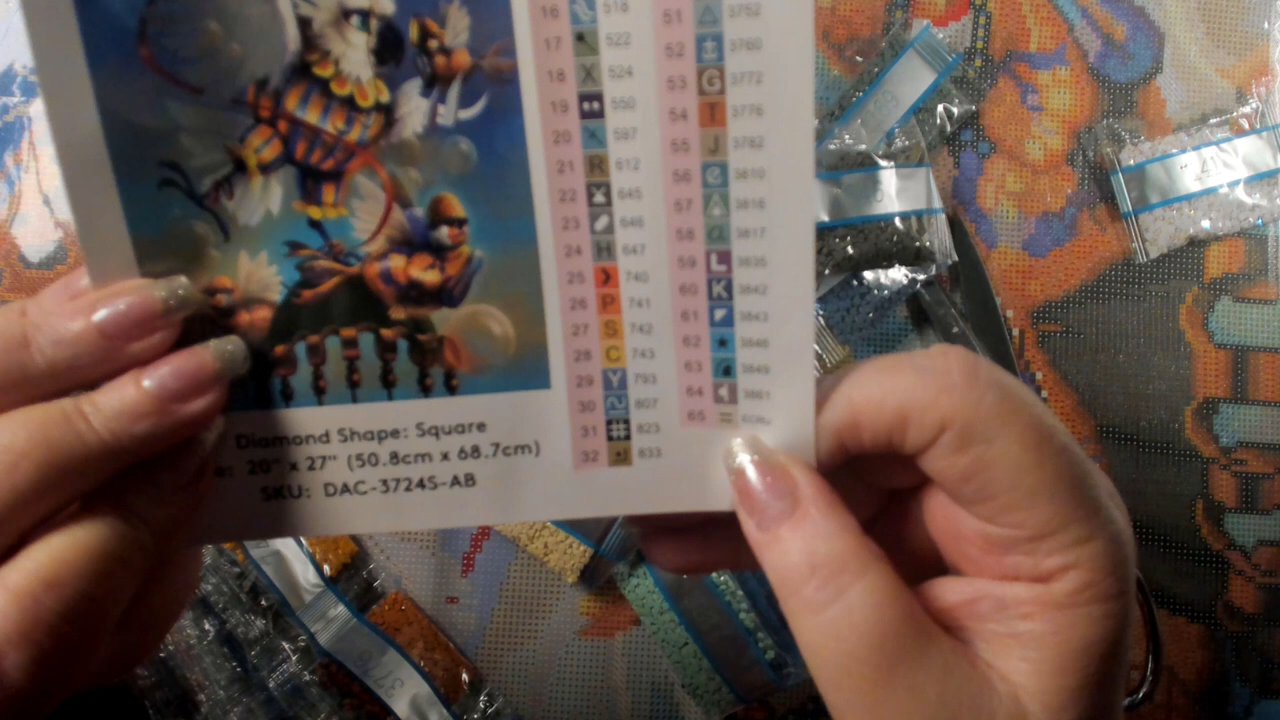 16 518
17 522
18 X 524
19 550
20 597
21 R 612
22 645
23 646
24 H 647
25 740
26 P 741
27 S 742
28 C 743
29 Y 793
30 807
31 # 823
32 833
51 3752
52 3760
53 G 3772
54 T 3776
55 J 3782
56 3810
57 3816
58 3817
59 L 3835
60 K 3842
61 3843
62 3846
63 3849
64 3861
65
Diamond Shape: Square
e: 20" x 27" (50.8cm x 68.7cm)
SKU: DAC-3724S-AB
3776